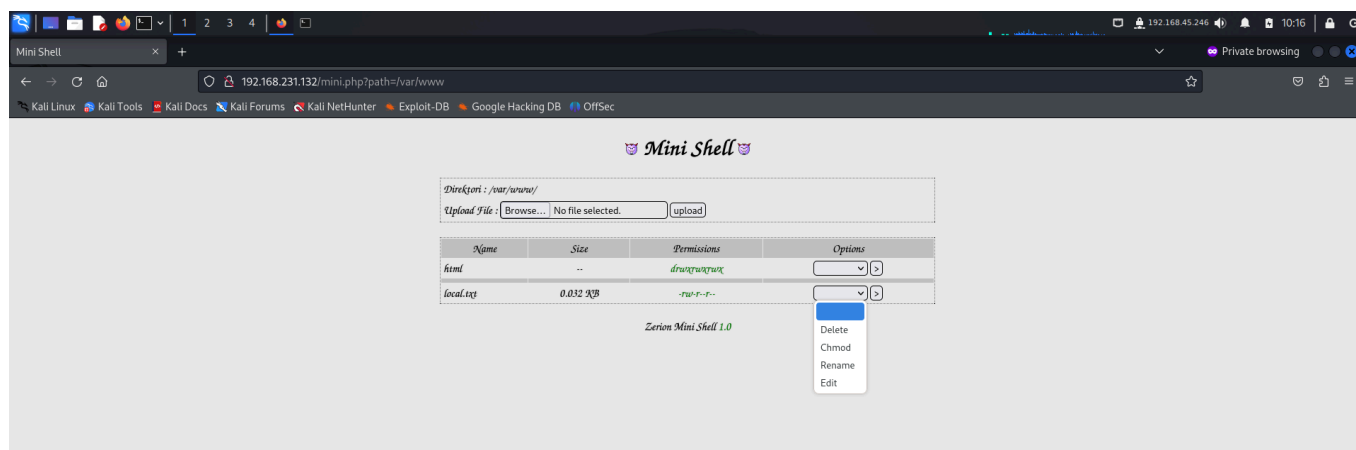 1 2 3 4 192.168.45.246 10:16
Mini Shell × + Private browsing
192.168.231.132/mini.php?path=/var/www
Kali Linux Kali Tools Kali Docs Kali Forums Kali NetHunter Exploit-DB Google Hacking DB OffSec
Mini Shell
Direktori : /var/www/
Upload File : Browse... No file selected. upload
Name Size Permissions Options
html -- drwxrwxrwx >
local.txt 0.032 KB -rw-r--r-- >
Zerion Mini Shell 1.0
Delete
Chmod
Rename
Edit